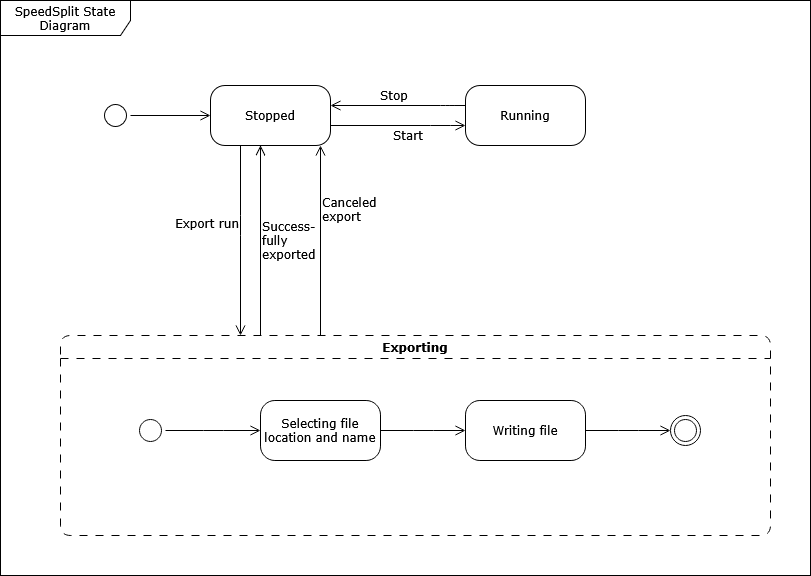 SpeedSplit State
Diagram
Stopped
Stop
Start
Running
Export run
Success-
fully
exported
Canceled
export
Exporting
Selecting file
location and name
Writing file